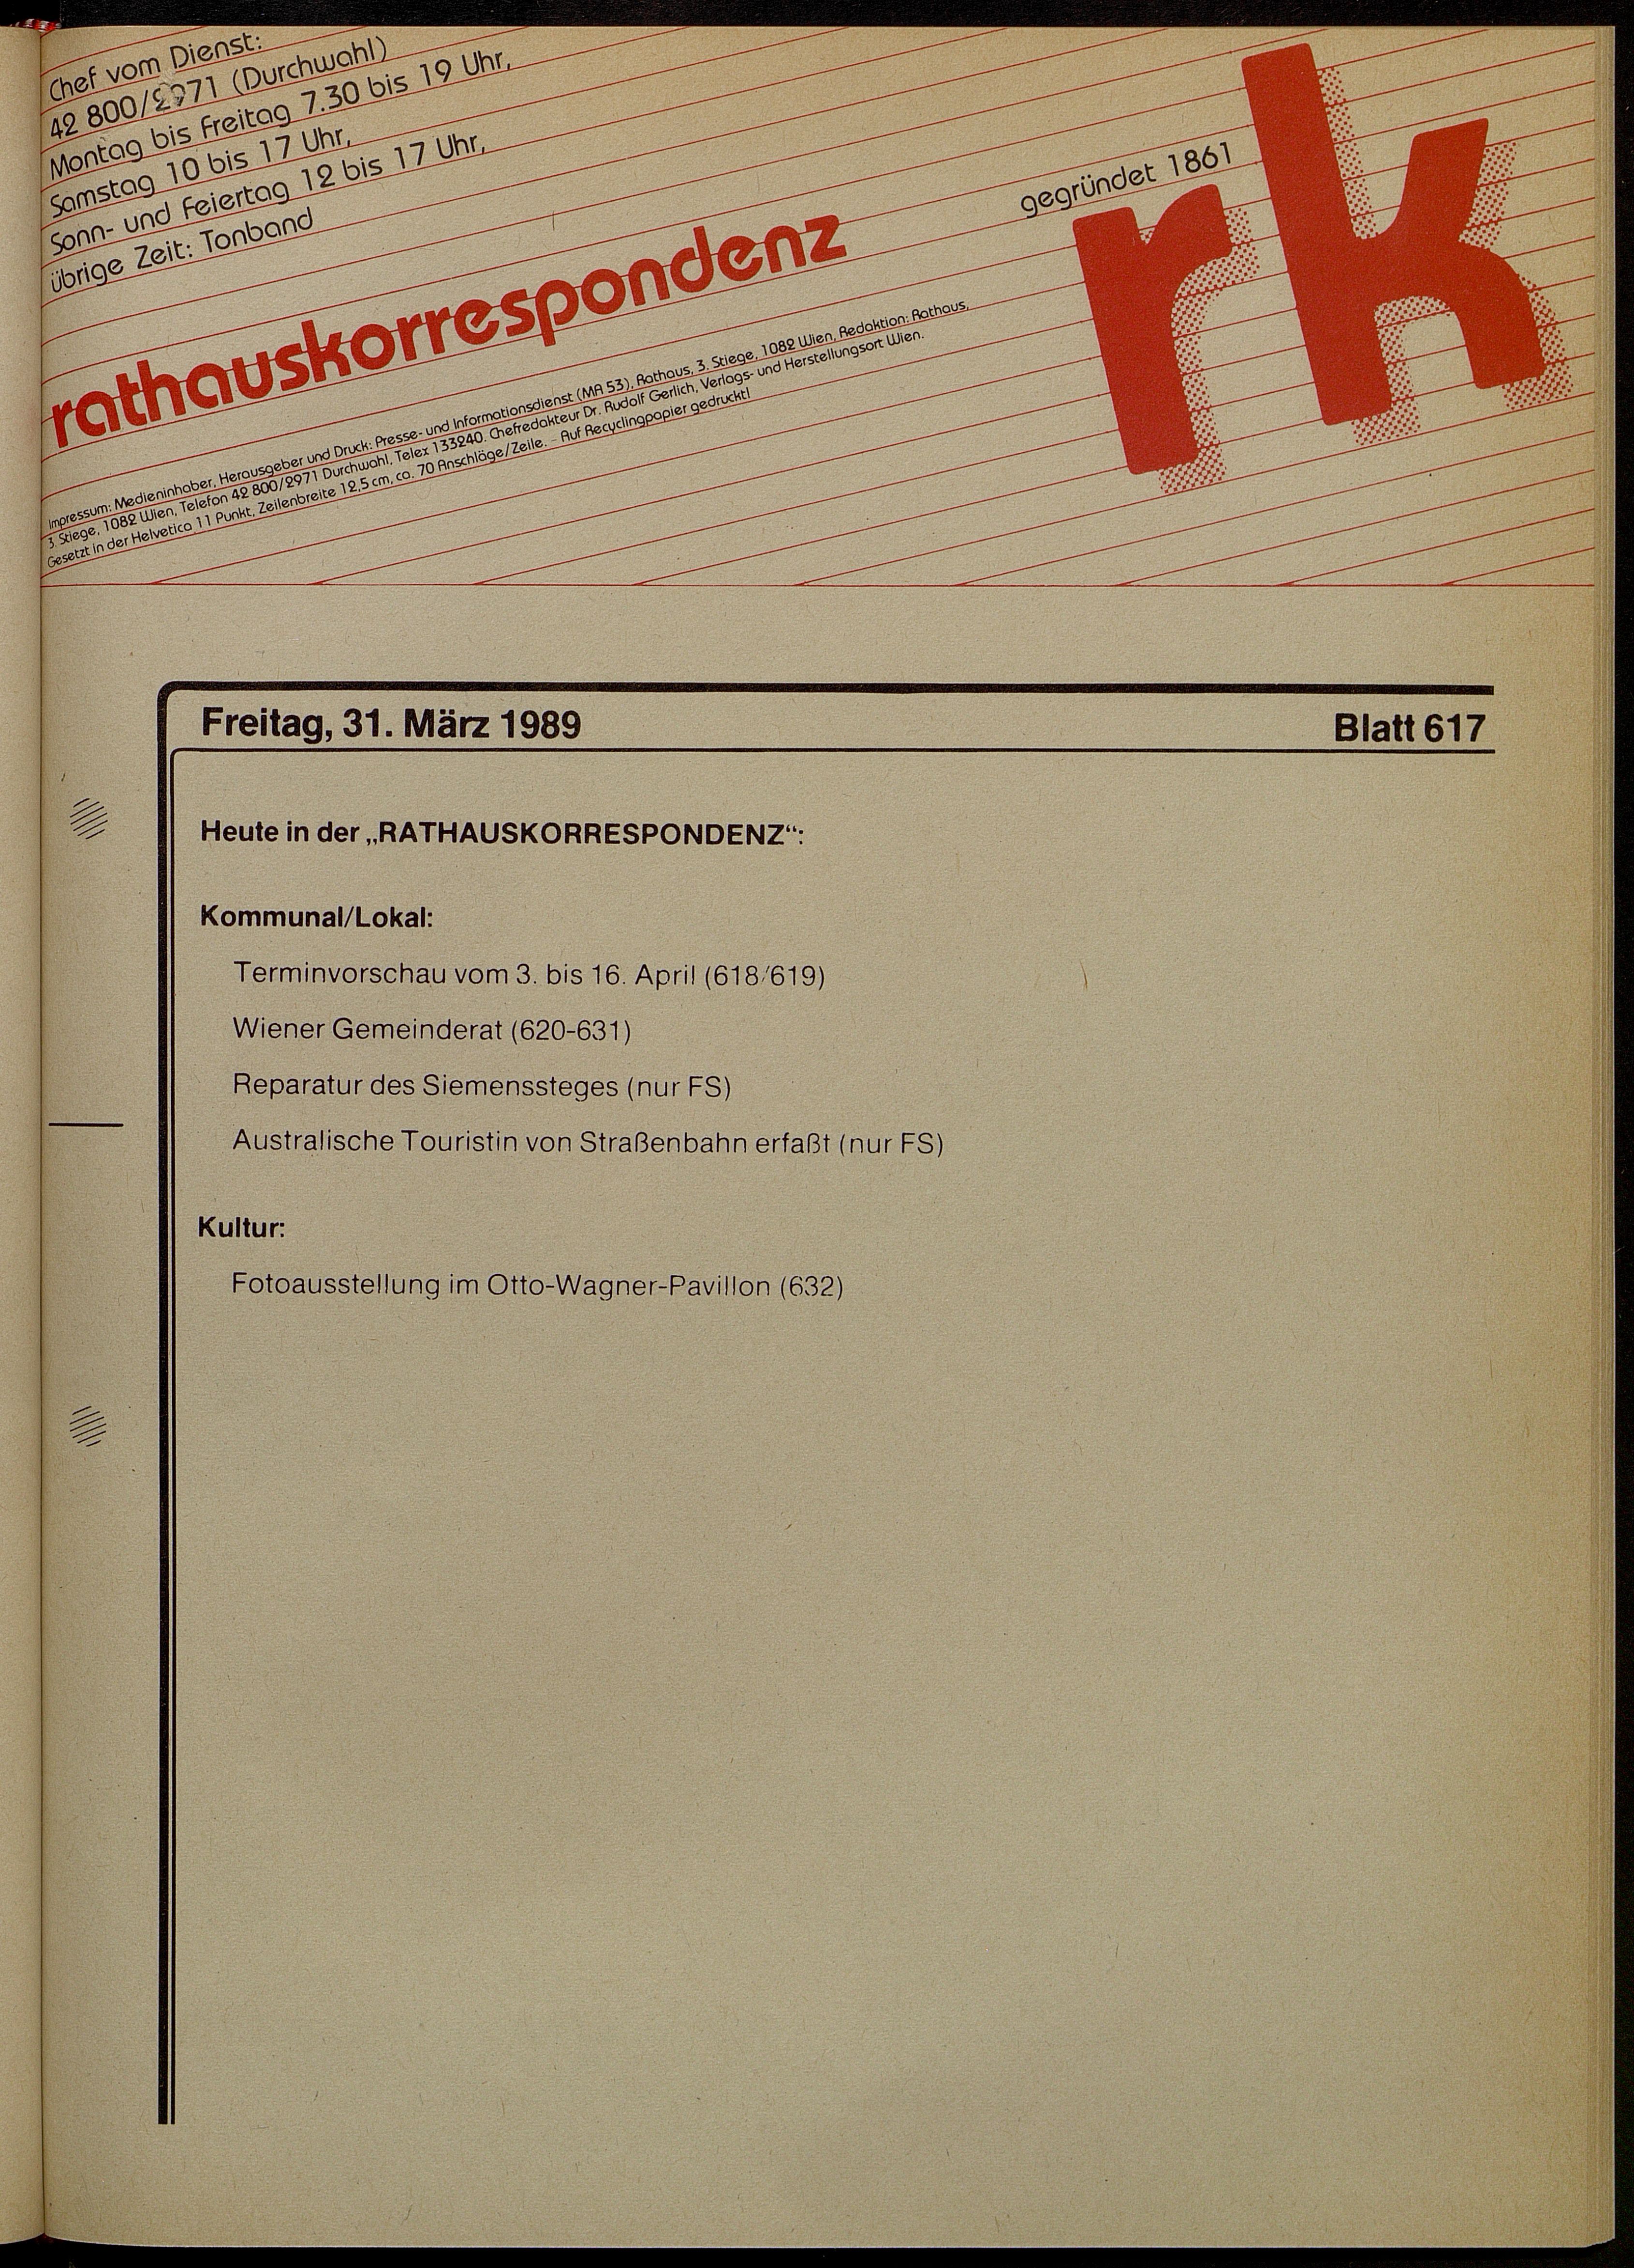 Chef vom Dienst:
42 800/2971 (Durchwahl)
Montag bis Freitag 7.30 bis 19 Uhr,
Samstag 10 bis 17 Uhr,
Sonn- und Feiertag 12 bis 17 Uhr,
übrige Zeit: Tonband
gegründet 1861
rk
rathauskorrespondenz
Impressum: Medieninhaber, Herausgeber und Druck: Presse- und Informationsdienst (MA 53), Rathaus, 3. Stiege, 1082 Wien, Redaktion: Rathaus,
3. Stiege, 1082 Wien, Telefon 42 800/2971 Durchwahl, Telex 133240. Chefredakteur Dr. Rudolf Gerlich, Verlags- und Herstellungsort Wien.
Gesetzt in der Helvetica 11 Punkt, Zeilenbreite 12,5 cm, ca. 70 Anschläge/Zeile. – Auf Recyclingpapier gedruckt!
Freitag, 31. März 1989 Blatt 617
Heute in der „RATHAUSKORRESPONDENZ“:
Kommunal/Lokal:
Terminvorschau vom 3. bis 16. April (618/619)
Wiener Gemeinderat (620-631)
Reparatur des Siemenssteges (nur FS)
Australische Touristin von Straßenbahn erfaßt (nur FS)
Kultur:
Fotoausstellung im Otto-Wagner-Pavillon (632)